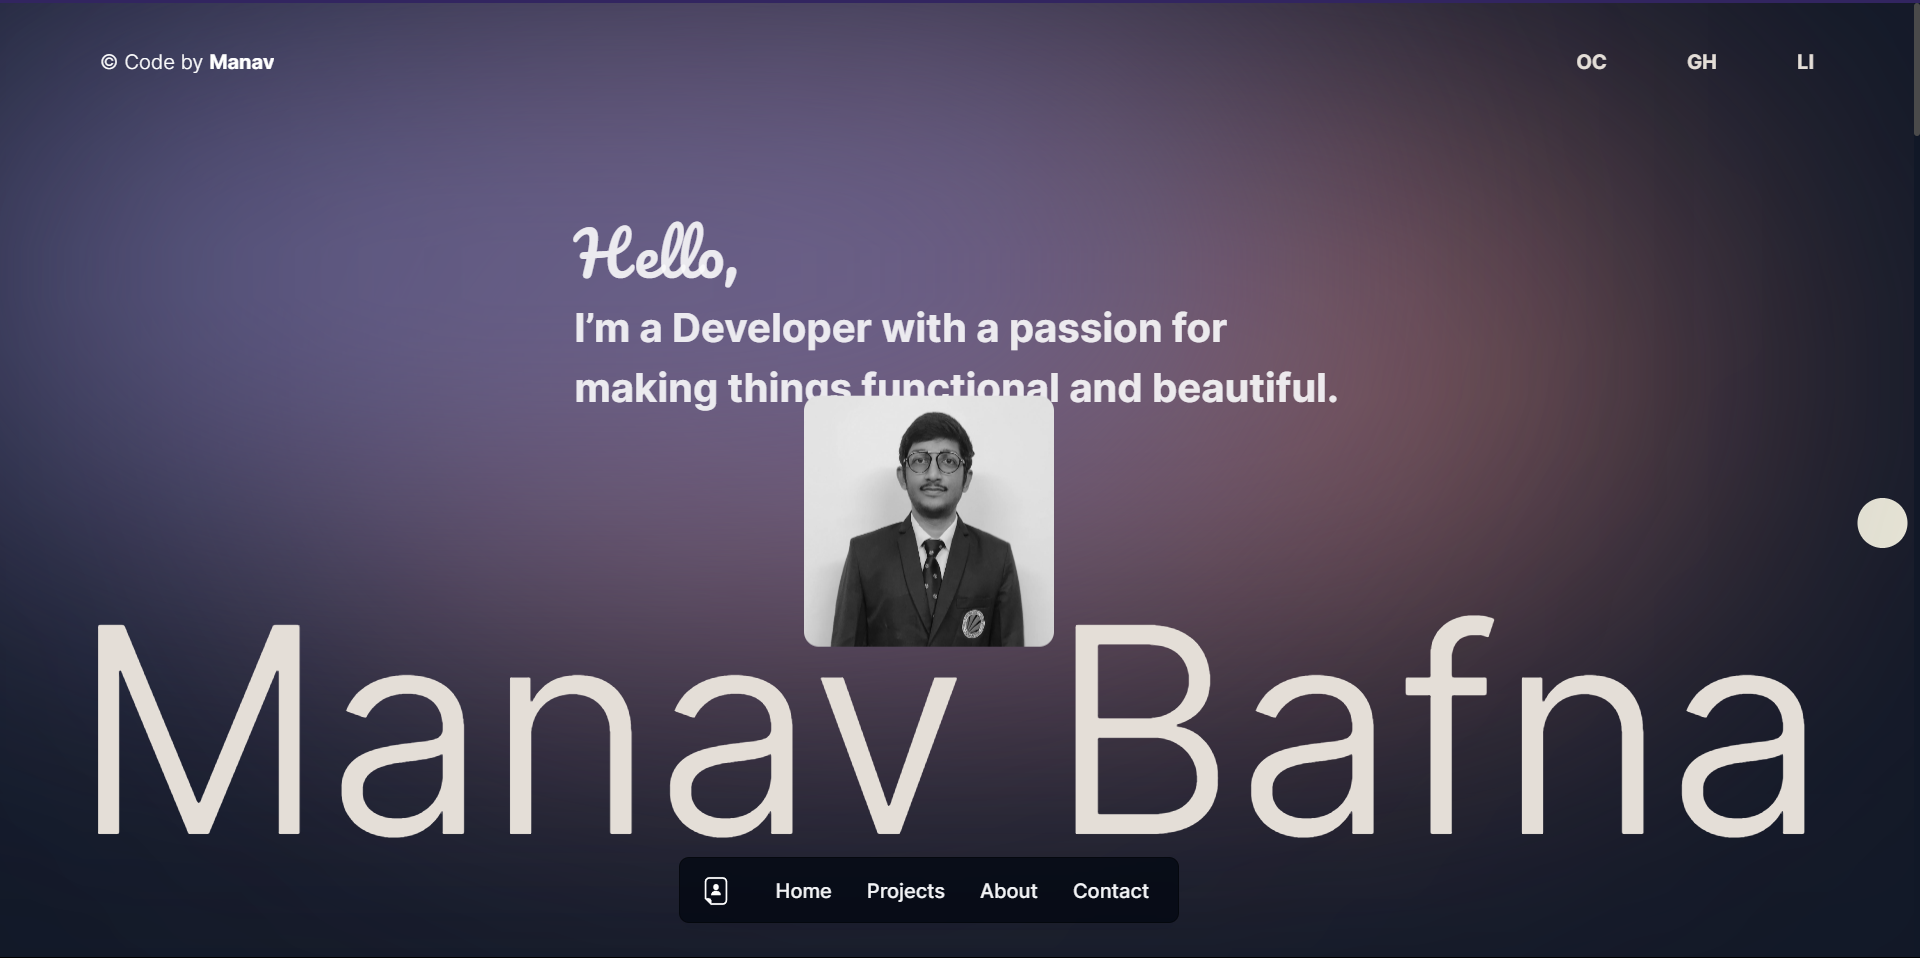 © Code by Manav
OC
GH
LI
Hello,
I’m a Developer with a passion for
making things functional and beautiful.
Manav Bafna
Home
Projects
About
Contact